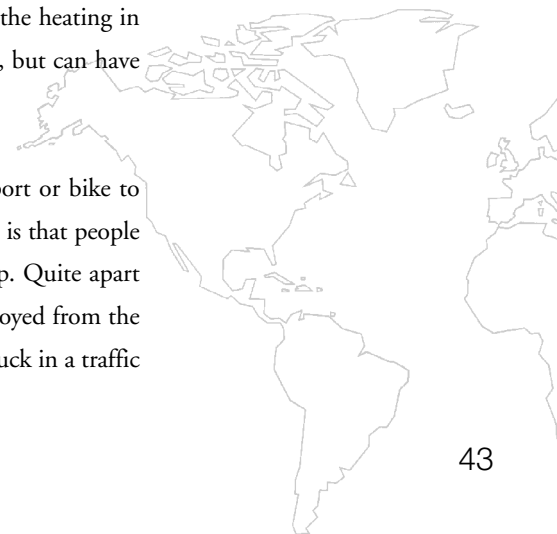 the heating in
, but can have
ort or bike to
is that people
p. Quite apart
oyed from the
uck in a traffic
43